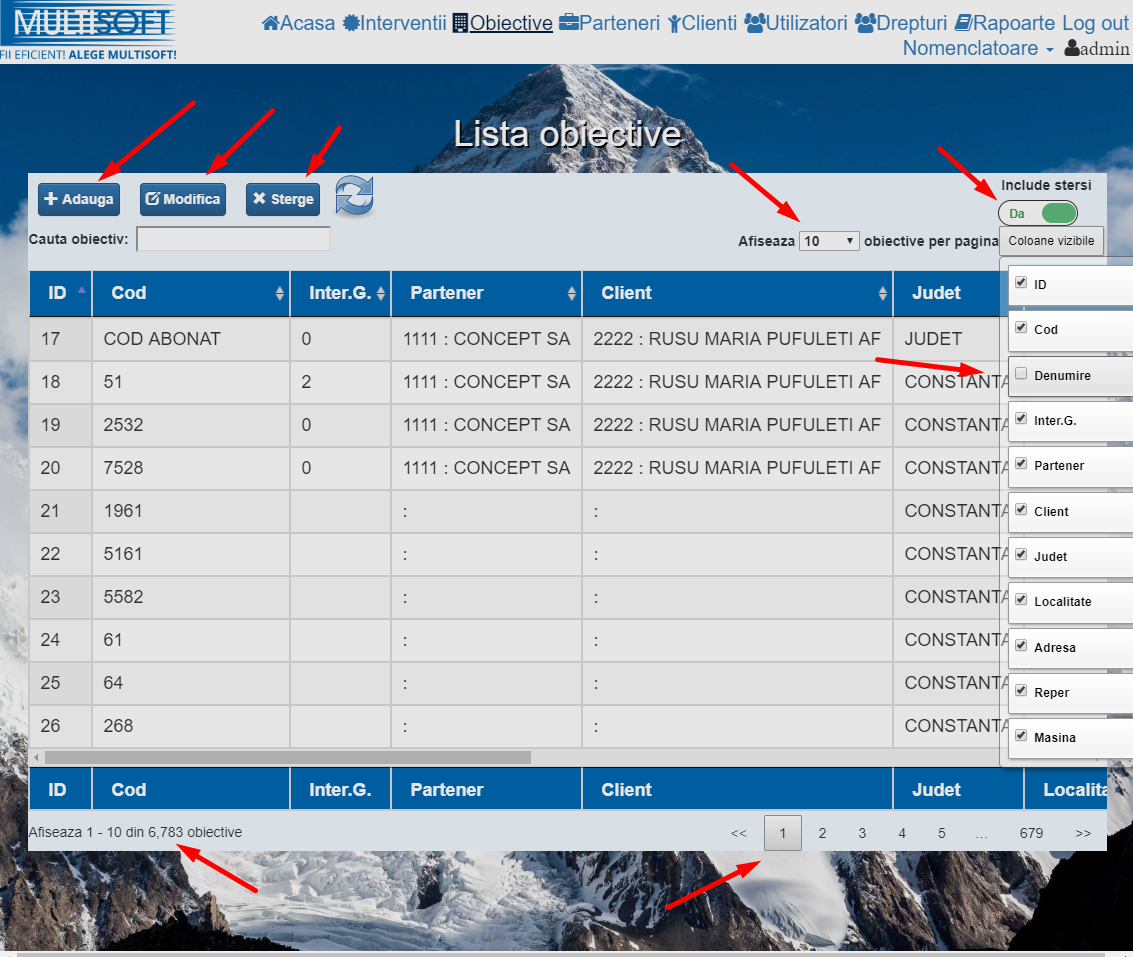 MULTISOFT
FII EFICIENT! ALEGE MULTISOFT!
Acasa Interventii Obiective Parteneri Clienti Utilizatori Drepturi Rapoarte Log out
Nomenclatoare admin
Lista obiective
Include stersi
Adauga Modifica Sterge
Da
Cauta obiectiv:
Afiseaza 10 obiective per pagina
Coloane vizibile
ID Cod Inter.G. Partener Client Judet
17 COD ABONAT 0 1111 : CONCEPT SA 2222 : RUSU MARIA PUFULETI AF JUDET
18 51 2 1111 : CONCEPT SA 2222 : RUSU MARIA PUFULETI AF CONSTANTA
19 2532 0 1111 : CONCEPT SA 2222 : RUSU MARIA PUFULETI AF CONSTANTA
20 7528 0 1111 : CONCEPT SA 2222 : RUSU MARIA PUFULETI AF CONSTANTA
21 1961 : : CONSTANTA
22 5161 : : CONSTANTA
23 5582 : : CONSTANTA
24 61 : : CONSTANTA
25 64 : : CONSTANTA
26 268 : : CONSTANTA
ID
Cod
Denumire
Inter.G.
Partener
Client
Judet
Localitate
Adresa
Reper
Masina
ID Cod Inter.G. Partener Client Judet Localita
Afiseaza 1 - 10 din 6,783 obiective
<< 1 2 3 4 5 ... 679 >>